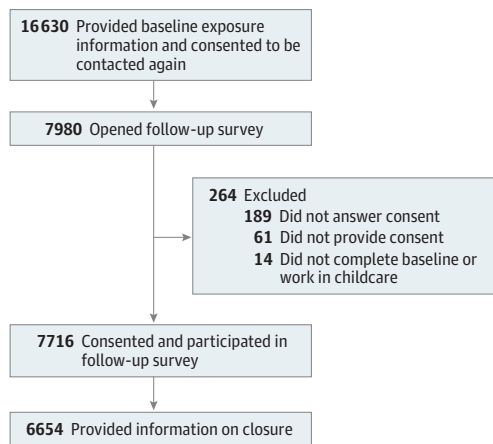 16 630 Provided baseline exposure
information and consented to be
contacted again
7980 Opened follow-up survey
264 Excluded
189 Did not answer consent
61 Did not provide consent
14 Did not complete baseline or
work in childcare
7716 Consented and participated in
follow-up survey
6654 Provided information on closure